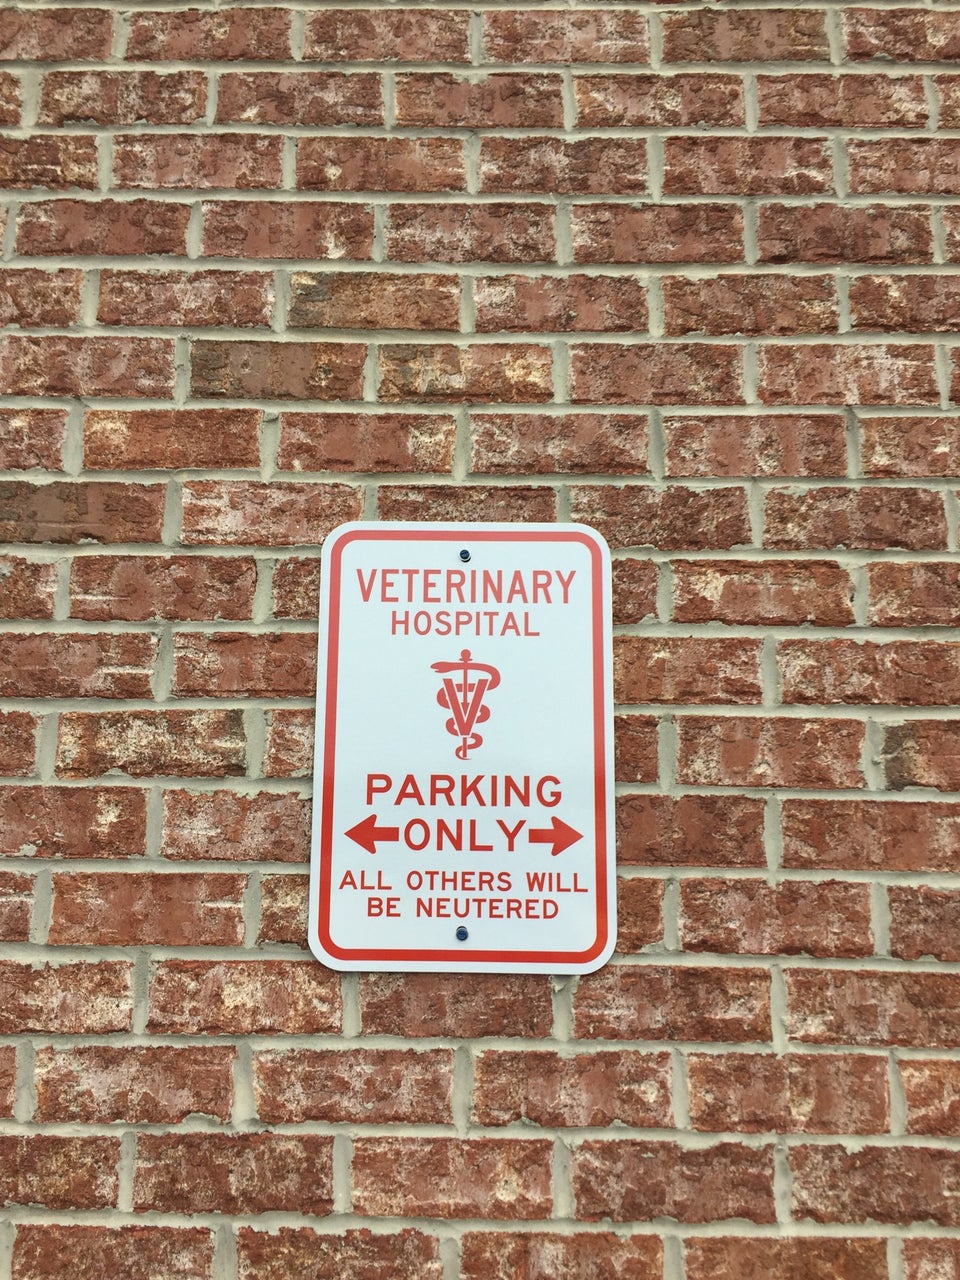 VETERINARY
HOSPITAL
V
PARKING
ONLY
ALL OTHERS WILL
BE NEUTERED